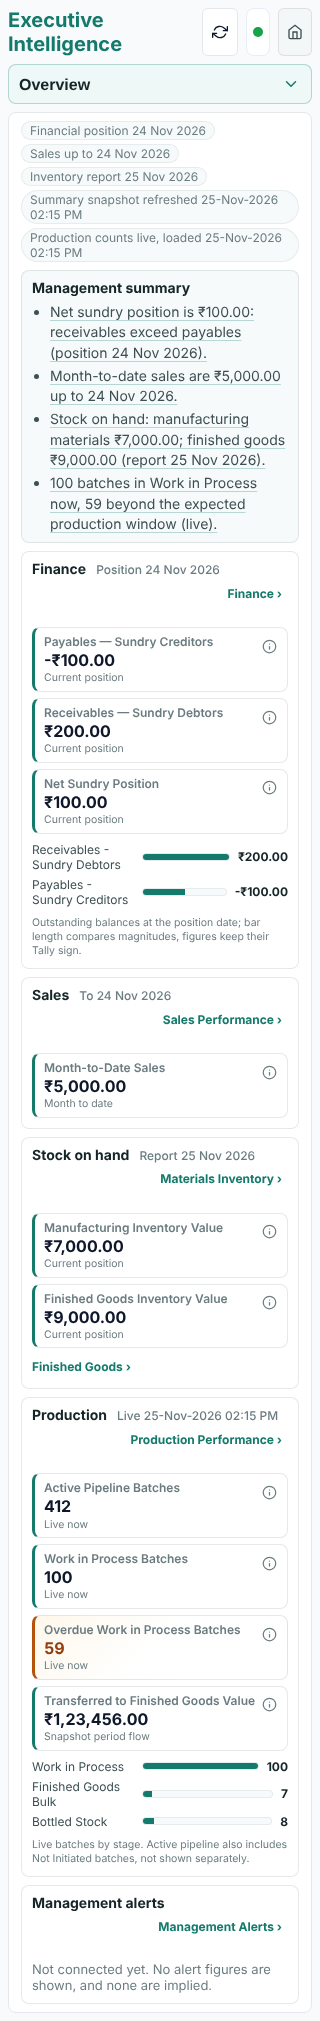 Executive
Intelligence
Overview
Financial position 24 Nov 2026
Sales up to 24 Nov 2026
Inventory report 25 Nov 2026
Summary snapshot refreshed 25-Nov-2026
02:15 PM
Production counts live, loaded 25-Nov-2026
02:15 PM
Management summary
• Net sundry position is ₹100.00:
receivables exceed payables
(position 24 Nov 2026).
• Month-to-date sales are ₹5,000.00
up to 24 Nov 2026.
• Stock on hand: manufacturing
materials ₹7,000.00; finished goods
₹9,000.00 (report 25 Nov 2026).
• 100 batches in Work in Process
now, 59 beyond the expected
production window (live).
Finance Position 24 Nov 2026
Finance ›
Payables — Sundry Creditors
-₹100.00
Current position
Receivables — Sundry Debtors
₹200.00
Current position
Net Sundry Position
₹100.00
Current position
Receivables -
Sundry Debtors ₹200.00
Payables -
Sundry Creditors -₹100.00
Outstanding balances at the position date; bar
length compares magnitudes, figures keep their
Tally sign.
Sales To 24 Nov 2026
Sales Performance ›
Month-to-Date Sales
₹5,000.00
Month to date
Stock on hand Report 25 Nov 2026
Materials Inventory ›
Manufacturing Inventory Value
₹7,000.00
Current position
Finished Goods Inventory Value
₹9,000.00
Current position
Finished Goods ›
Production Live 25-Nov-2026 02:15 PM
Production Performance ›
Active Pipeline Batches
412
Live now
Work in Process Batches
100
Live now
Overdue Work in Process Batches
59
Live now
Transferred to Finished Goods Value
₹1,23,456.00
Snapshot period flow
Work in Process 100
Finished Goods
Bulk 7
Bottled Stock 8
Live batches by stage. Active pipeline also includes
Not Initiated batches, not shown separately.
Management alerts
Management Alerts ›
Not connected yet. No alert figures are
shown, and none are implied.